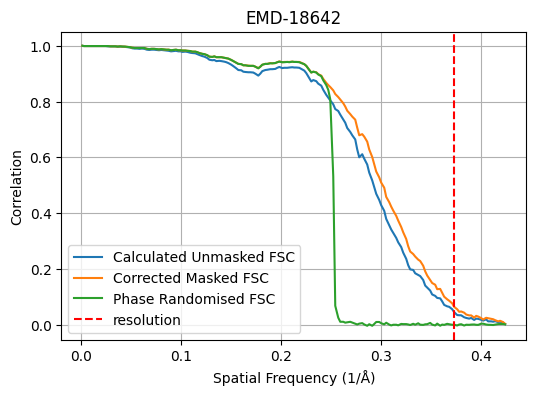 EMD-18642
1.0
0.8
0.6
0.4
0.2
0.0
Correlation
Calculated Unmasked FSC
Corrected Masked FSC
Phase Randomised FSC
resolution
0.0 0.1 0.2 0.3 0.4
Spatial Frequency (1/Å)